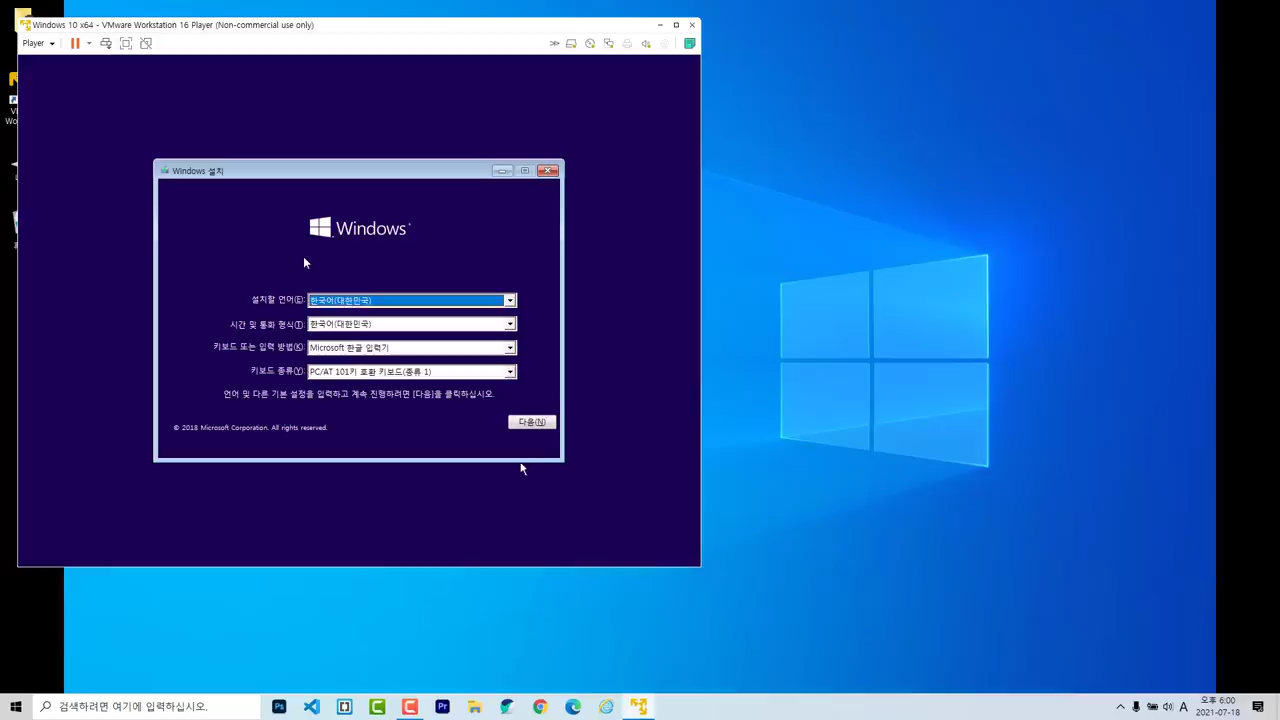 Windows 10 x64 - VMware Workstation 16 Player (Non-commercial use only)
Player
Windows 설치
Windows
설치할 언어(E): 한국어(대한민국)
시간 및 통화 형식(T): 한국어(대한민국)
키보드 또는 입력 방법(K): Microsoft 한글 입력기
키보드 종류(Y): PC/AT 101키 호환 키보드(종류 1)
언어 및 다른 기본 설정을 입력하고 계속 진행하려면 [다음]을 클릭하십시오.
다음(N)
© 2018 Microsoft Corporation. All rights reserved.
검색하려면 여기에 입력하십시오.
Ps
Pr
A
오후 6:00
2021-07-18